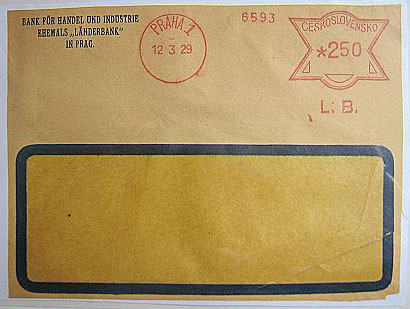 BANK FÜR HANDEL UND INDUSTRIE
EHEMALS „LÄNDERBANK"
IN PRAG.
PRAHA 1
12 3 29
6593
ČESKOSLOVENSKO
*250
L: B.